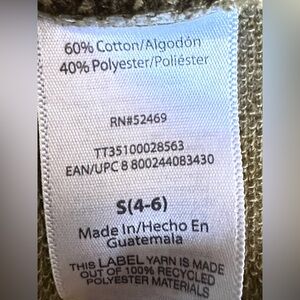 60% Cotton/Algodón
40% Polyester/Poliéster
RN#52469
TT35100028563
EAN/UPC 8 800244083430
S(4-6)
Made In/Hecho En
Guatemala
THIS LABEL YARN IS MADE
OUT OF 100% RECYCLED
POLYESTER MATERIALS